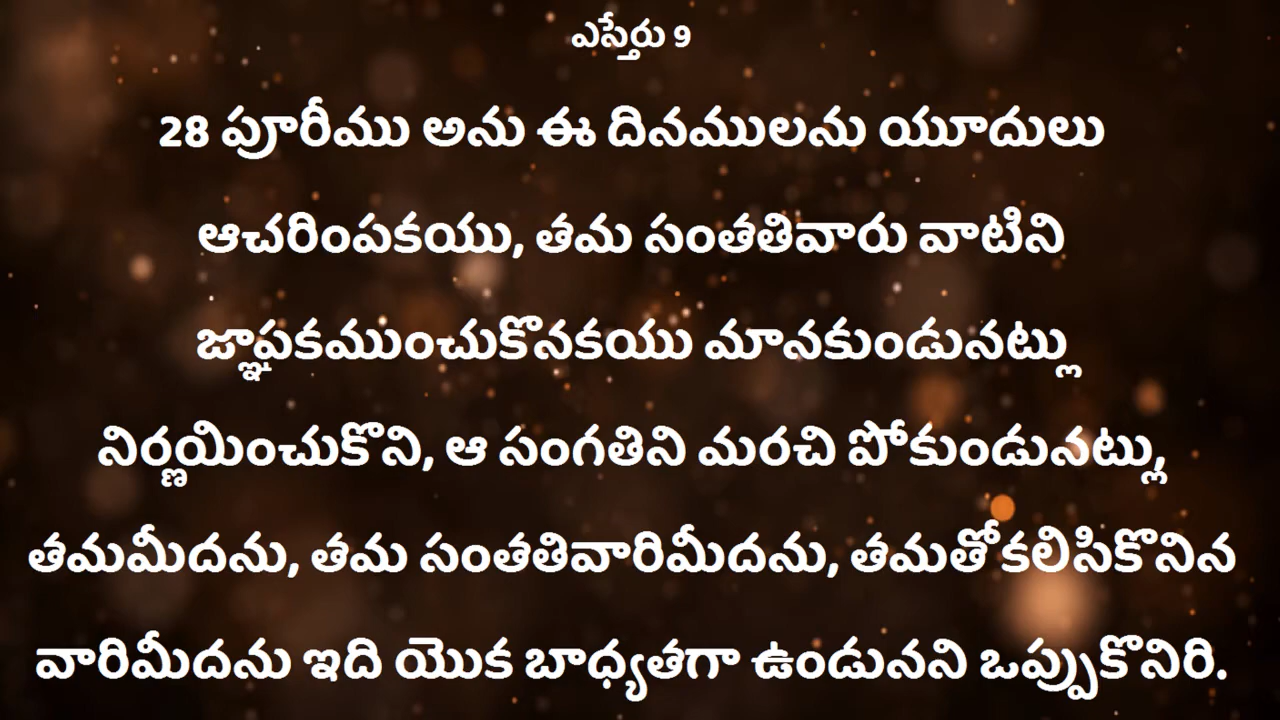 ఎస్తేరు 9
28 పూరీము అను ఈ దినములను యూదులు
ఆచరింపకయు, తమ సంతతివారు వాటిని
జ్ఞాపకముంచుకొనకయు మానకుండునట్లు
నిర్ణయించుకొని, ఆ సంగతిని మరచి పోకుండునట్లు,
తమమీదను, తమ సంతతివారిమీదను, తమతోకలిసికొనిన
వారిమీదను ఇది యొక బాధ్యతగా ఉండునని ఒప్పుకొనిరి.